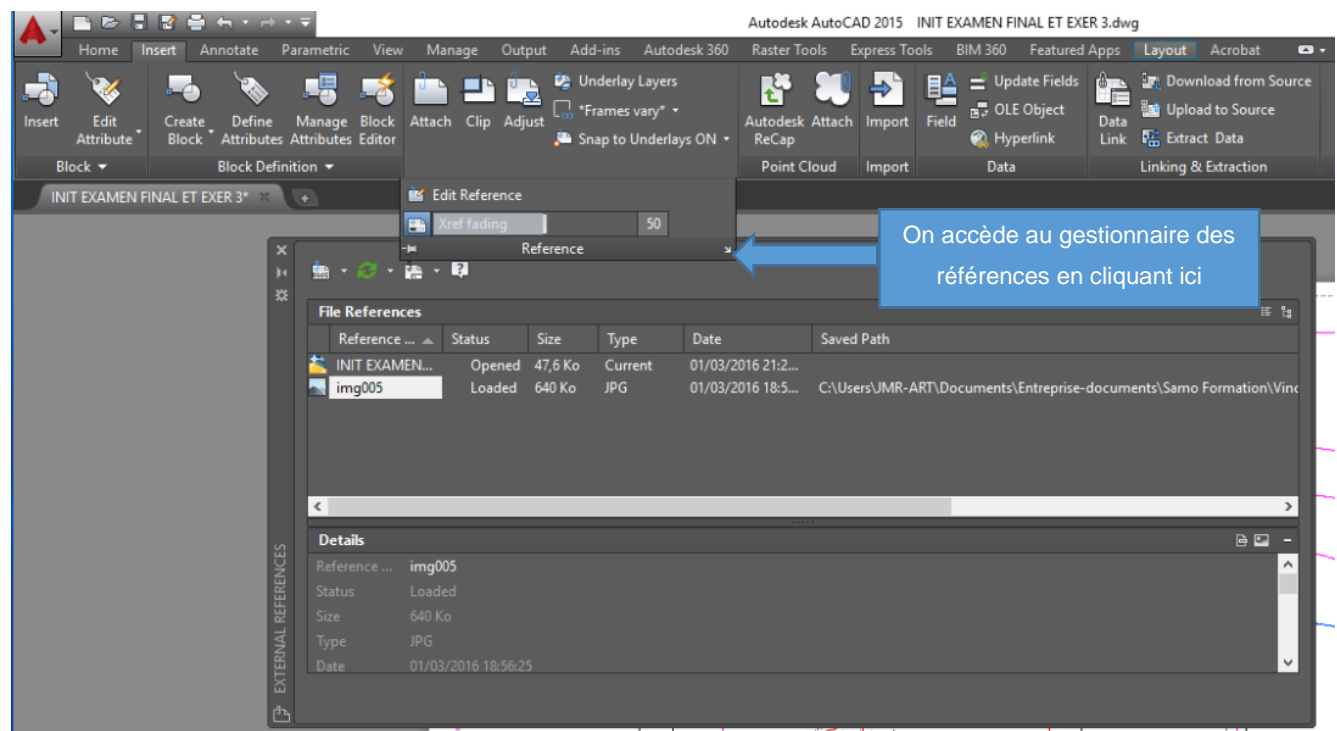 Autodesk AutoCAD 2015 INIT EXAMEN FINAL ET EXER 3.dwg
Home Insert Annotate Parametric View Manage Output Add-ins Autodesk 360 Raster Tools Express Tools BIM 360 Featured Apps Layout Acrobat
Underlay Layers
Update Fields
Download from Source
*Frames vary*
OLE Object
Upload to Source
Insert Edit Attribute Create Block Define Attributes Manage Attributes Block Editor Attach Clip Adjust Autodesk ReCap Attach Import Field Data Link
Snap to Underlays ON
Hyperlink
Extract Data
Block Block Definition Point Cloud Import Data Linking & Extraction
INIT EXAMEN FINAL ET EXER 3*
Edit Reference
Xref fading 50
Reference
On accède au gestionnaire des
références en cliquant ici
File References
Reference ... Status Size Type Date Saved Path
INIT EXAMEN... Opened 47,6 Ko Current 01/03/2016 21:2...
img005 Loaded 640 Ko JPG 01/03/2016 18:5... C:\Users\JMR-ART\Documents\Entreprise-documents\Samo Formation\Vinc
Details
Reference ... img005
Status Loaded
Size 640 Ko
Type JPG
Date 01/03/2016 18:56:25
EXTERNAL REFERENCES